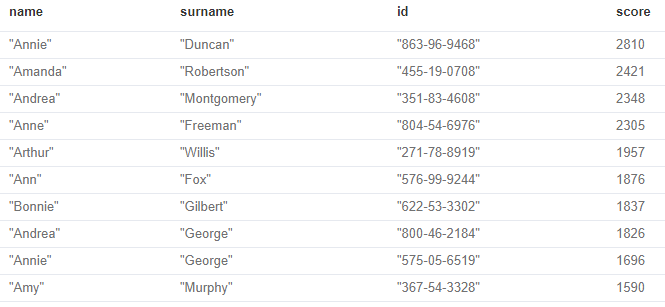 name surname id score
"Annie" "Duncan" "863-96-9468" 2810
"Amanda" "Robertson" "455-19-0708" 2421
"Andrea" "Montgomery" "351-83-4608" 2348
"Anne" "Freeman" "804-54-6976" 2305
"Arthur" "Willis" "271-78-8919" 1957
"Ann" "Fox" "576-99-9244" 1876
"Bonnie" "Gilbert" "622-53-3302" 1837
"Andrea" "George" "800-46-2184" 1826
"Annie" "George" "575-05-6519" 1696
"Amy" "Murphy" "367-54-3328" 1590